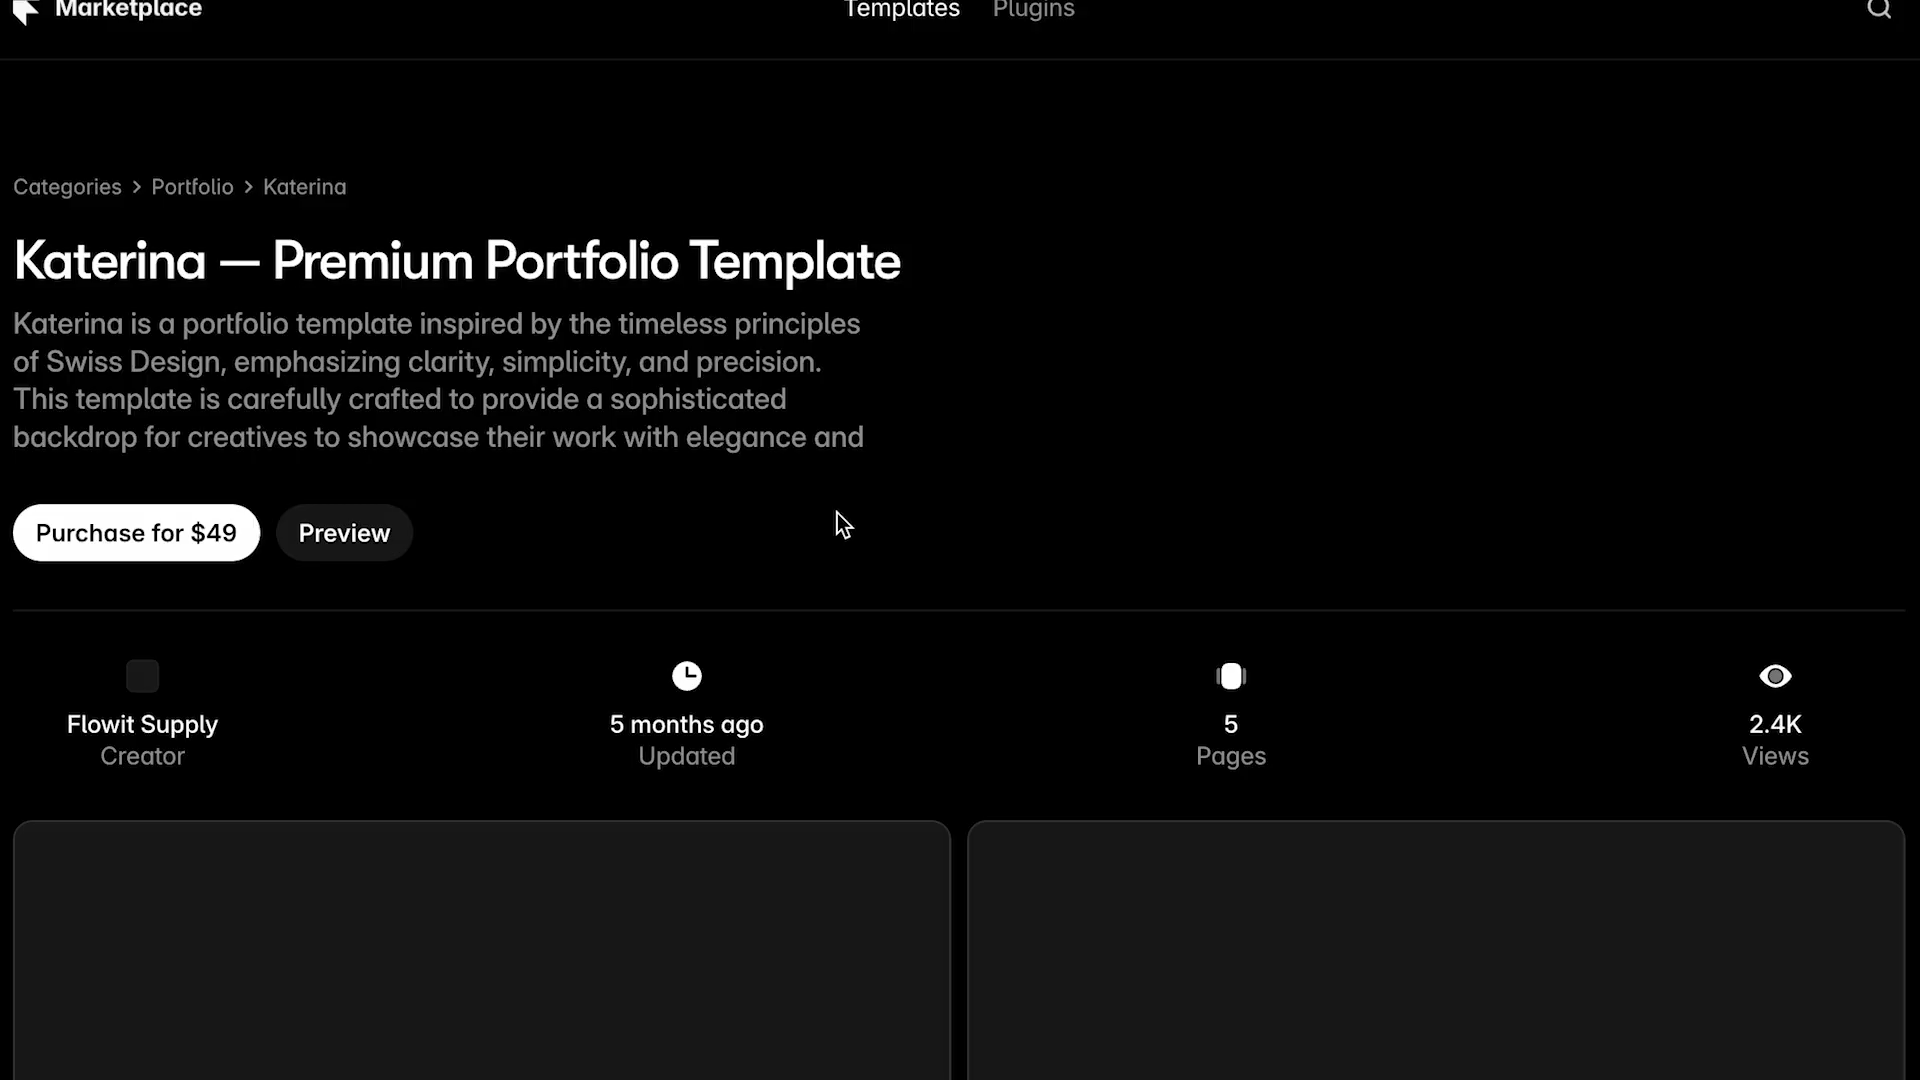 Marketplace
Templates
Plugins
Categories > Portfolio > Katerina
Katerina — Premium Portfolio Template
Katerina is a portfolio template inspired by the timeless principles
of Swiss Design, emphasizing clarity, simplicity, and precision.
This template is carefully crafted to provide a sophisticated
backdrop for creatives to showcase their work with elegance and
Purchase for $49
Preview
Flowit Supply
Creator
5 months ago
Updated
5
Pages
2.4K
Views